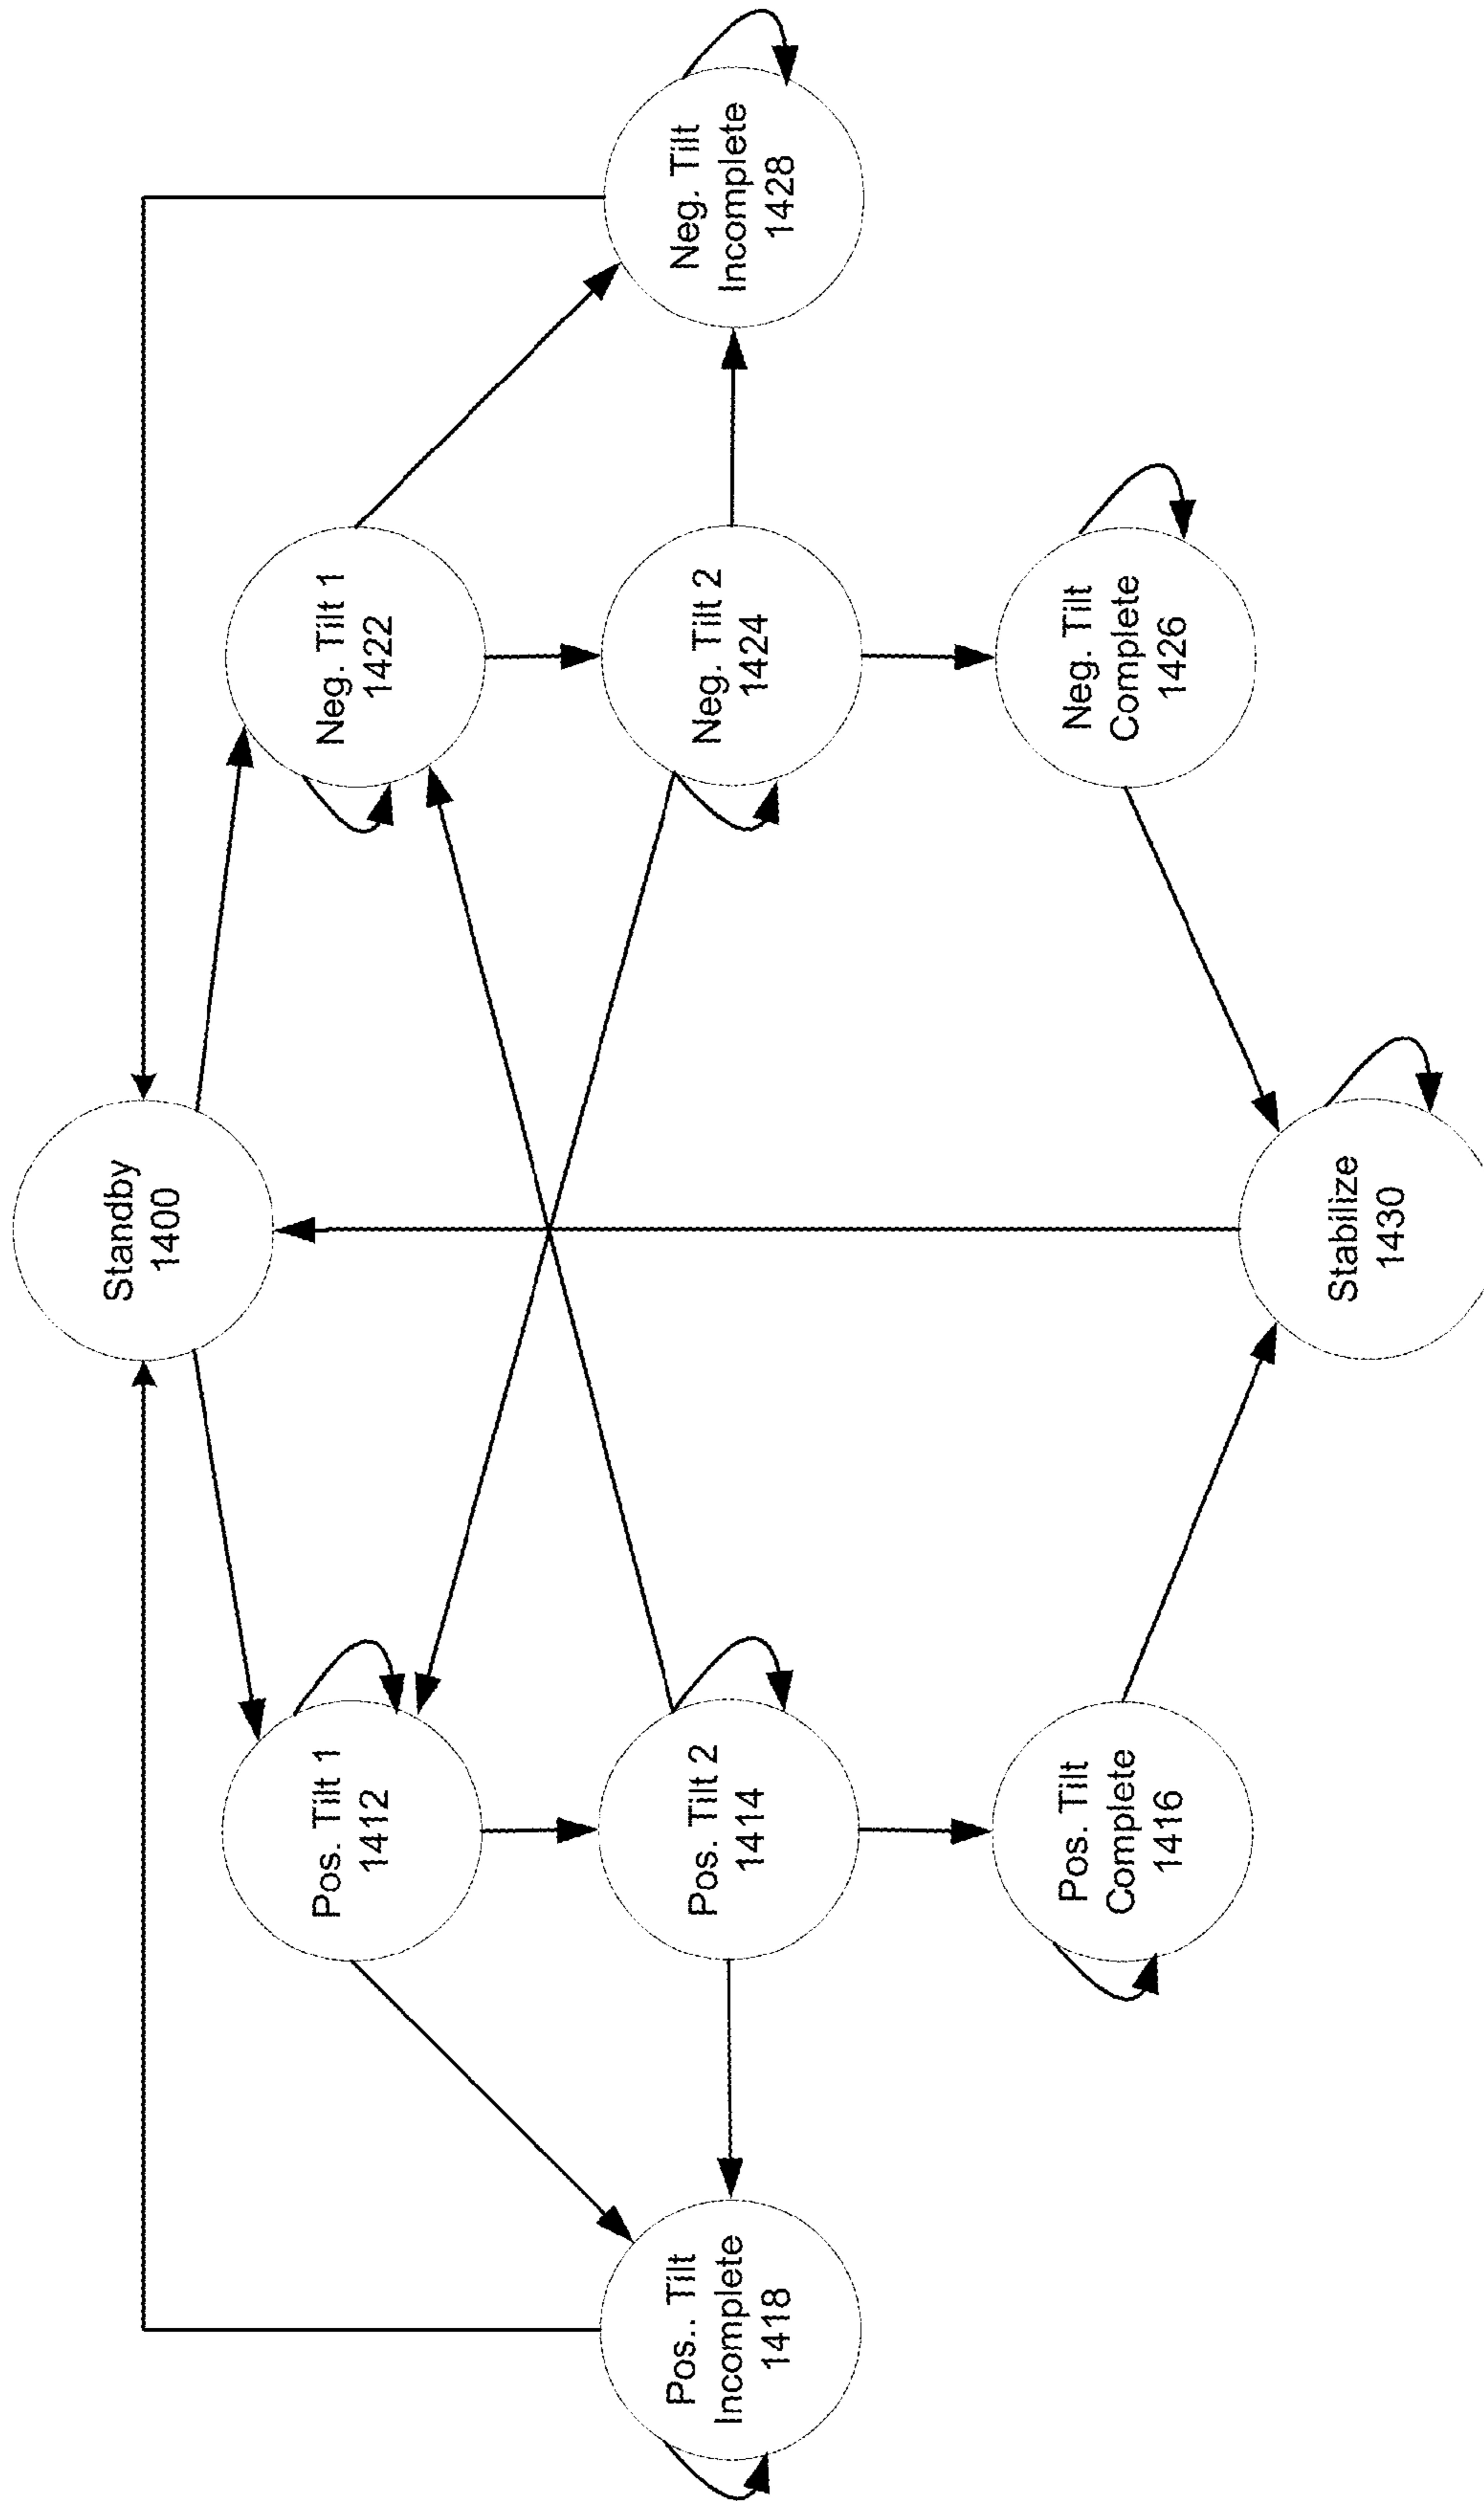 Standby
1400
Pos. Tilt 1
1412
Neg. Tilt 1
1422
Pos.. Tilt
Incomplete
1418
Pos. Tilt 2
1414
Neg. Tilt 2
1424
Neg. Tilt
Incomplete
1428
Pos. Tilt
Complete
1416
Neg. Tilt
Complete
1426
Stabilize
1430